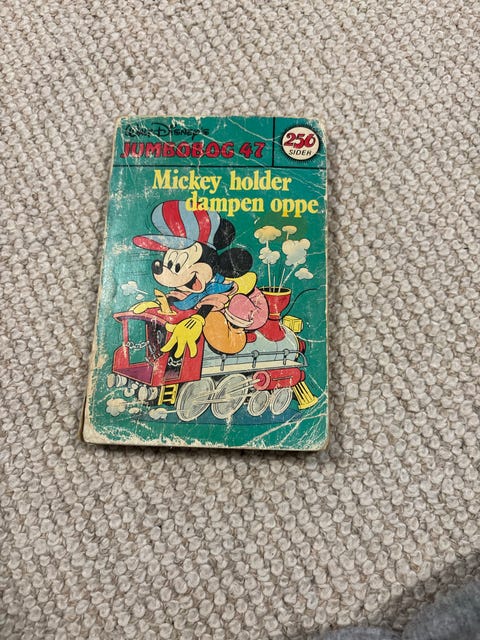 WALT DISNEY'S
JUMBOBOG 47
256
SIDER
Mickey holder
dampen oppe